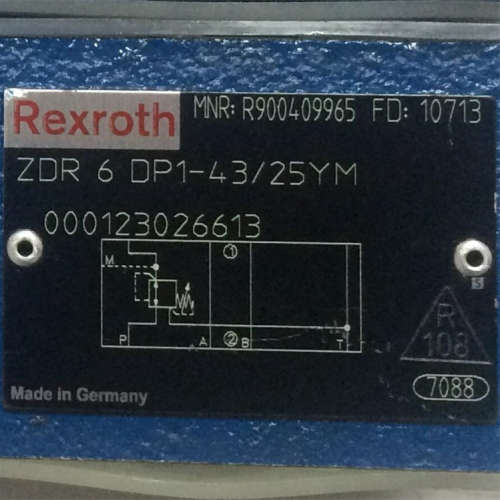 Rexroth MNR: R900409965 FD: 10713
ZDR 6 DP1-43/25YM
000123026613
1
M
P A 2 B T
S
R
108
7088
Made in Germany